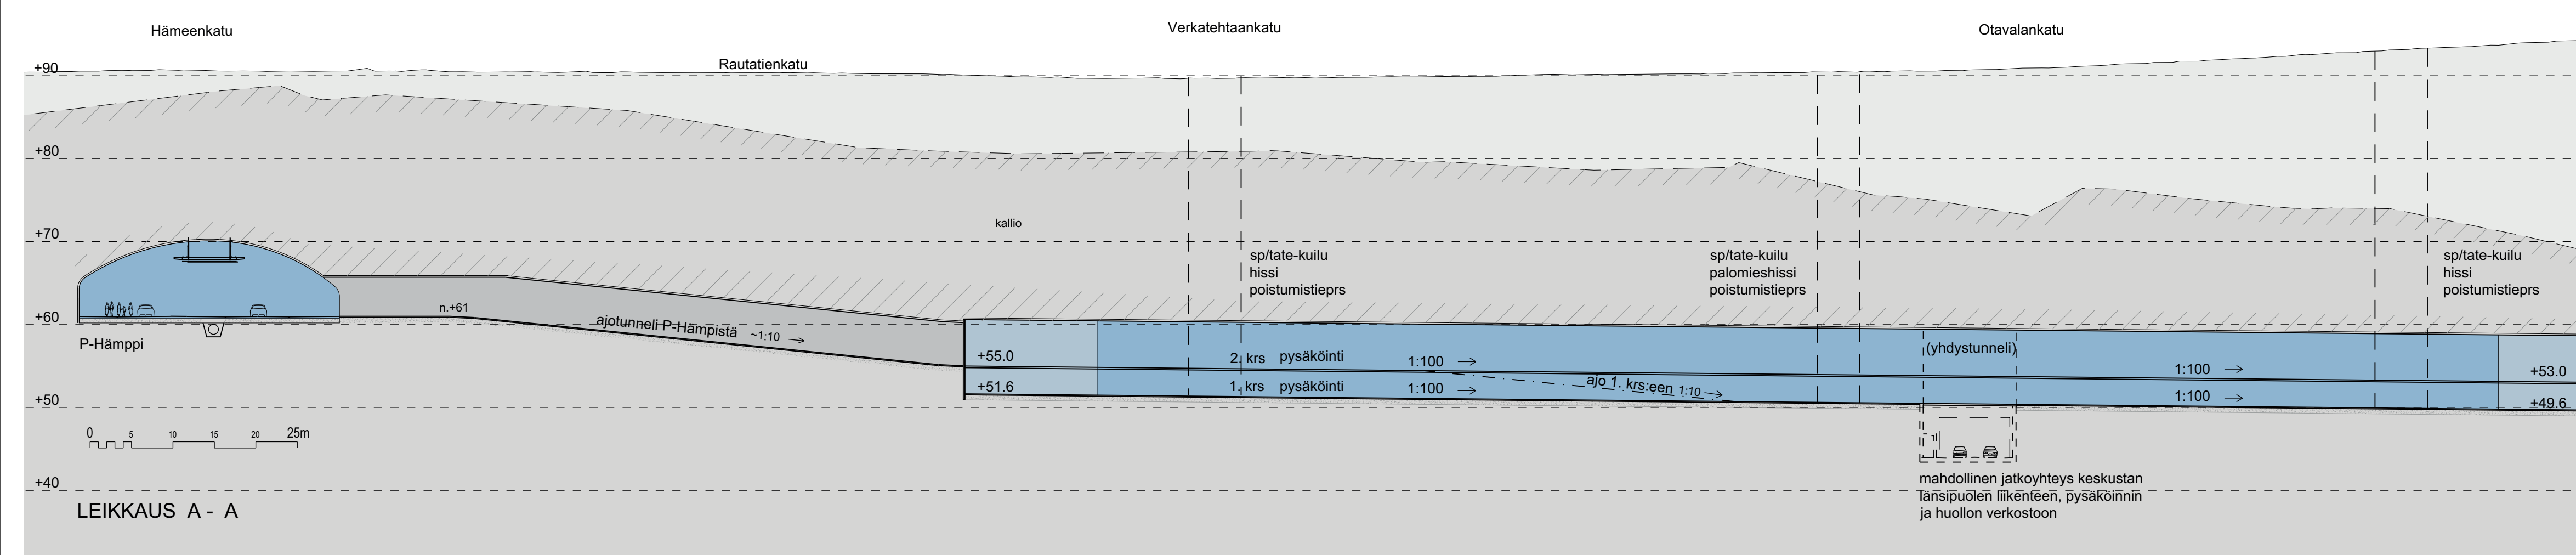 Hämeenkatu
Verkatehtaankatu
Otavalankatu
Rautatienkatu
+90
+80
kallio
+70
sp/tate-kuilu
hissi
poistumistieprs
sp/tate-kuilu
palomieshissi
poistumistieprs
sp/tate-kuilu
hissi
poistumistieprs
n.+61
+60
ajotunneli P-Hämpistä ~1:10
P-Hämppi
+55.0
2. krs pysäköinti
1:100
(yhdystunneli)
1:100
+53.0
+51.6
1. krs pysäköinti
1:100
ajo 1. krs:een 1:10
1:100
+49.6
+50
0 5 10 15 20 25m
mahdollinen jatkoyhteys keskustan
länsipuolen liikenteen, pysäköinnin
ja huollon verkostoon
+40
LEIKKAUS A - A